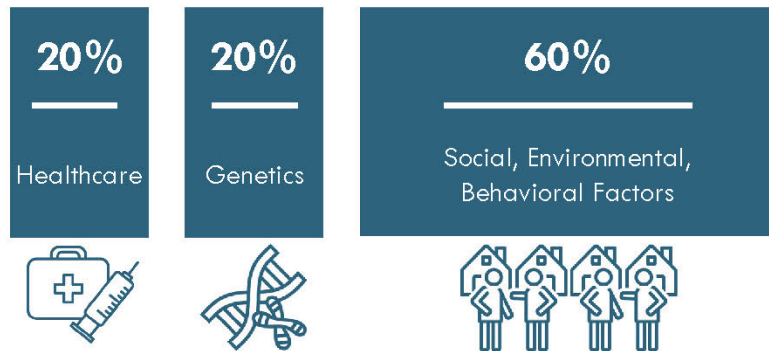 20%
Healthcare
20%
Genetics
60%
Social, Environmental,
Behavioral Factors